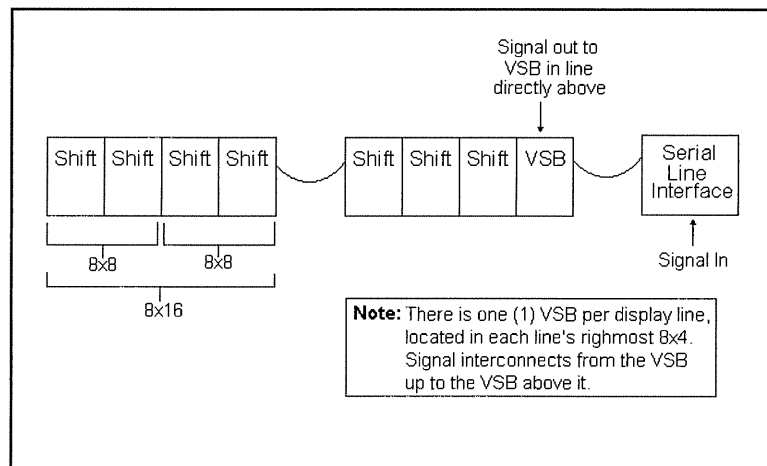 Signal out to
VSB in line
directly above
Shift Shift Shift Shift
Shift Shift Shift VSB
Serial
Line
Interface
8x8 8x8
Signal In
8x16
Note: There is one (1) VSB per display line,
located in each line's righmost 8x4.
Signal interconnects from the VSB
up to the VSB above it.